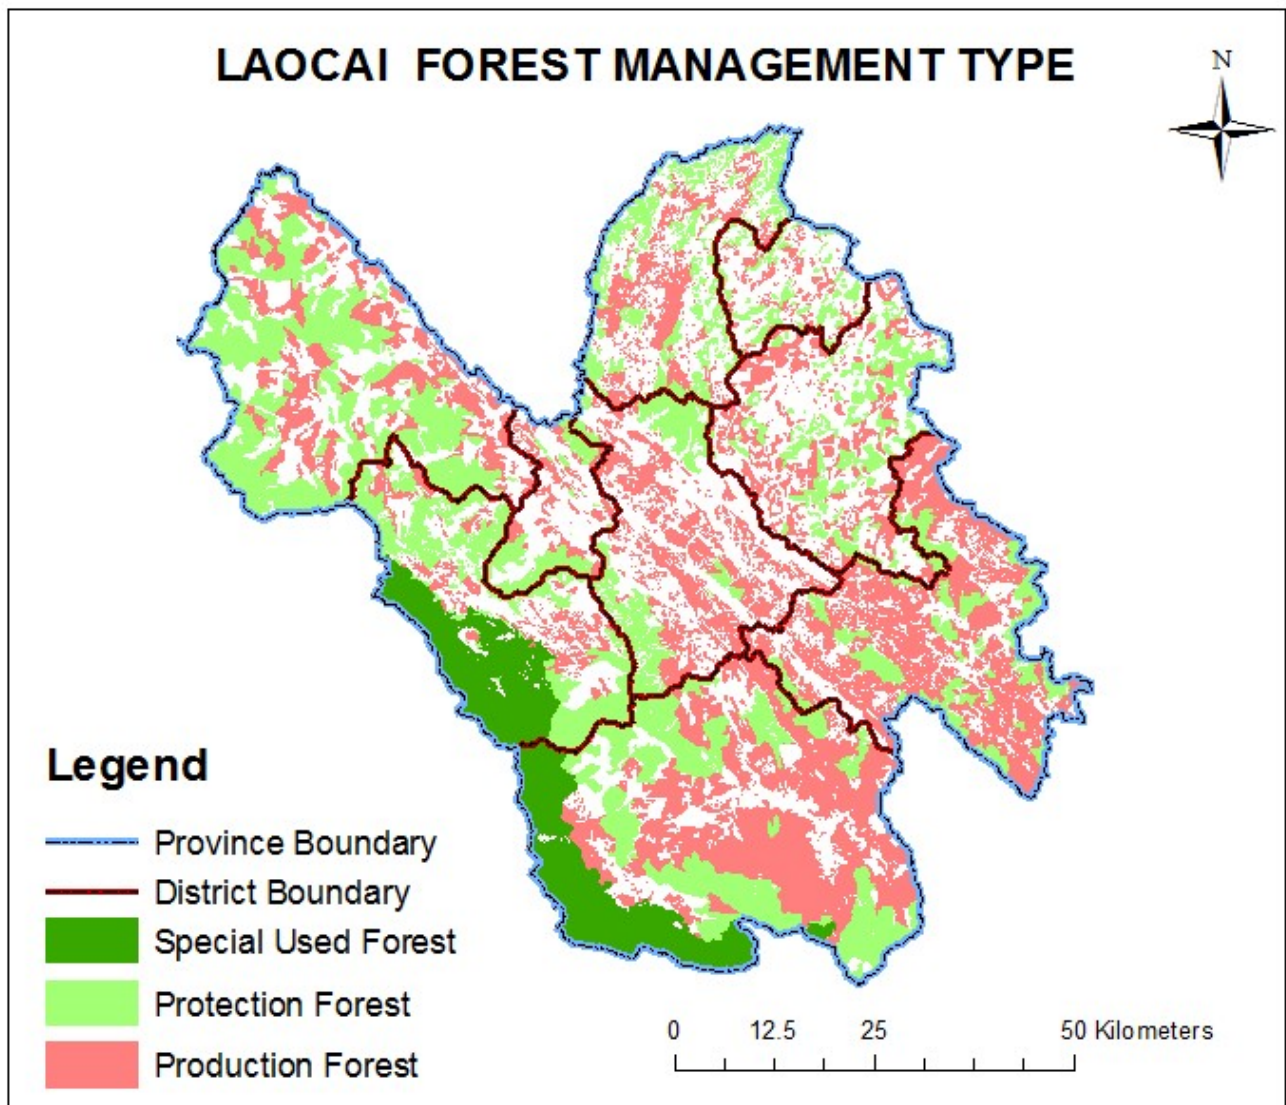 LAOCAI FOREST MANAGEMENT TYPE
N
Legend
Province Boundary
District Boundary
Special Used Forest
Protection Forest
Production Forest
0 12.5 25 50 Kilometers